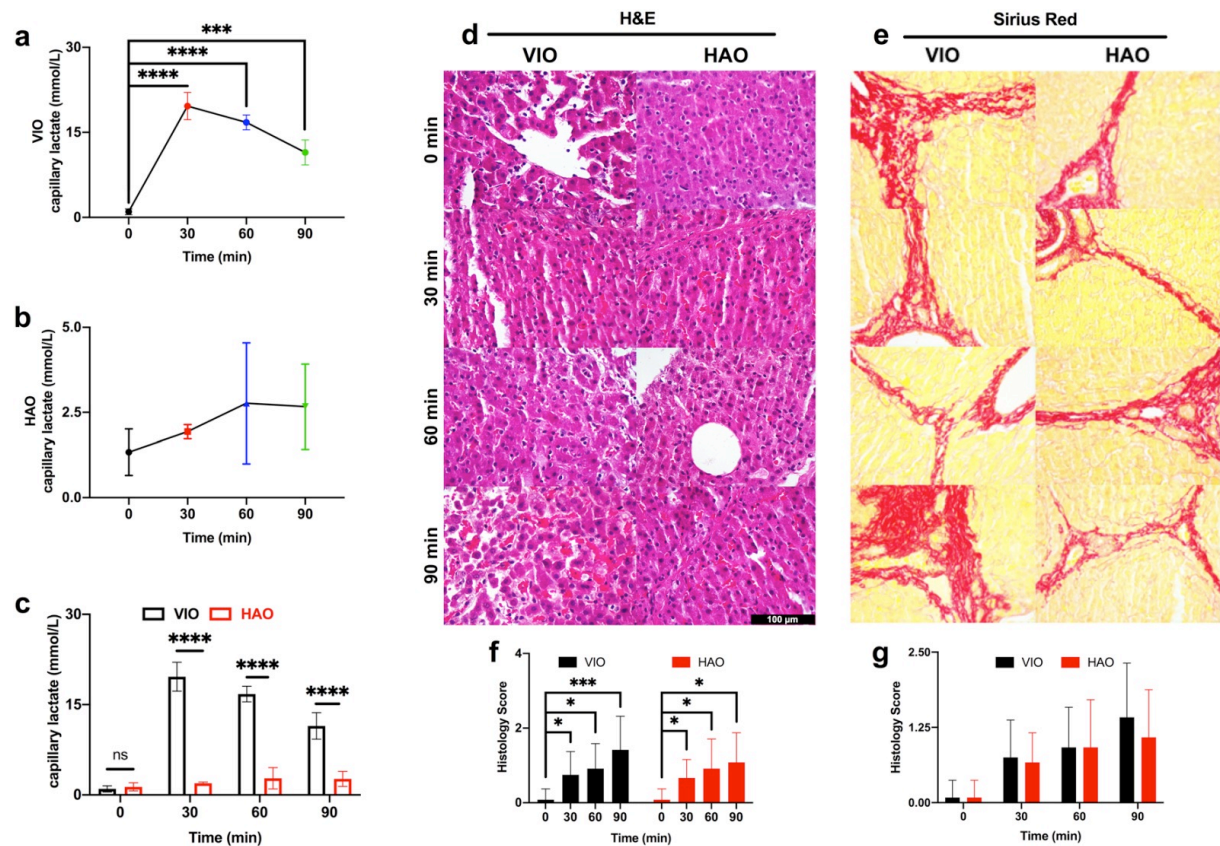 a
***
****
****
30
15
0
VIO
capillary lactate (mmol/L)
0 30 60 90
Time (min)
b
5.0
2.5
0.0
HAO
capillary lactate (mmol/L)
0 30 60 90
Time (min)
c
VIO HAO
30
15
0
capillary lactate (mmol/L)
ns
****
****
****
0 30 60 90
Time (min)
d
H&E
VIO HAO
0 min
30 min
60 min
90 min
100 µm
e
Sirius Red
VIO HAO
f
VIO HAO
4
2
0
Histology Score
***
*
*
*
*
*
0 30 60 90 0 30 60 90
Time (min)
g
VIO HAO
2.50
1.25
0.00
Histology Score
0 30 60 90
Time (min)